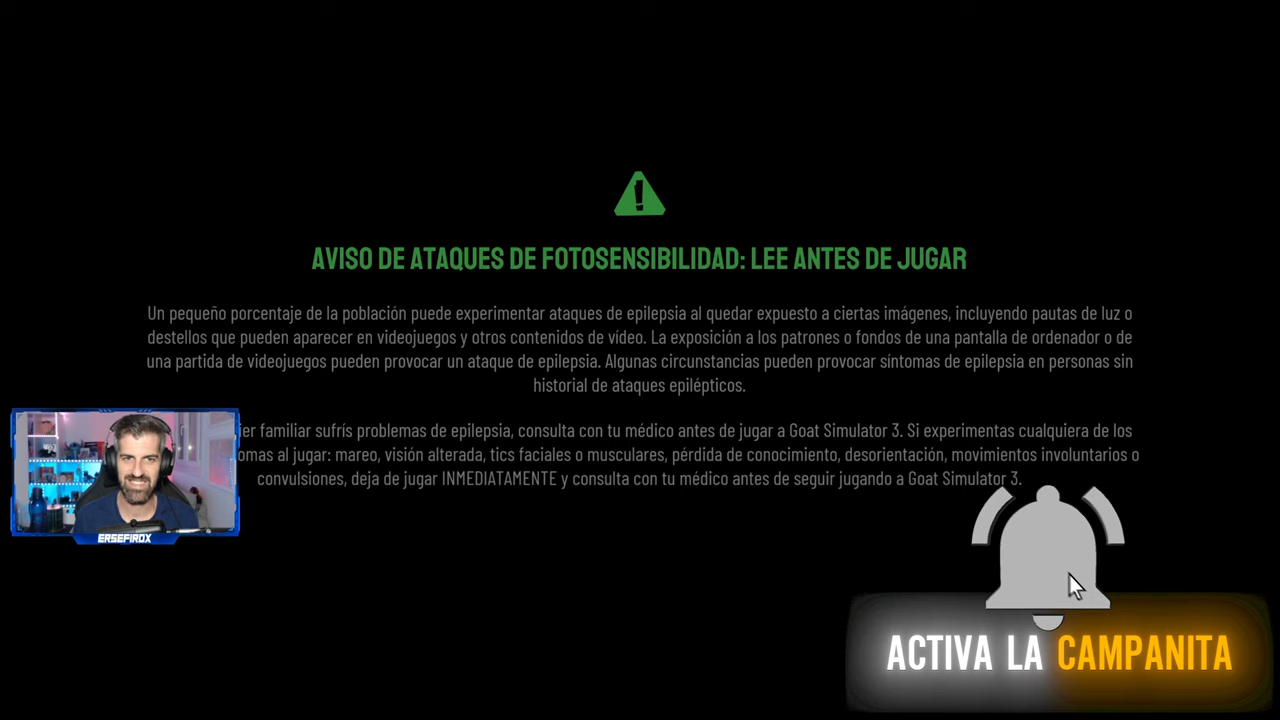 AVISO DE ATAQUES DE FOTOSENSIBILIDAD: LEE ANTES DE JUGAR
Un pequeño porcentaje de la población puede experimentar ataques de epilepsia al quedar expuesto a ciertas imágenes, incluyendo pautas de luz o
destellos que pueden aparecer en videojuegos y otros contenidos de vídeo. La exposición a los patrones o fondos de una pantalla de ordenador o de
una partida de videojuegos pueden provocar un ataque de epilepsia. Algunas circunstancias pueden provocar síntomas de epilepsia en personas sin
historial de ataques epilépticos.
familiar sufrís problemas de epilepsia, consulta con tu médico antes de jugar a Goat Simulator 3. Si experimentas cualquiera de los
al jugar: mareo, visión alterada, tics faciales o musculares, pérdida de conocimiento, desorientación, movimientos involuntarios o
convulsiones, deja de jugar INMEDIATAMENTE y consulta con tu médico antes de seguir jugando a Goat Simulator 3.
ERSEFIROX
ACTIVA LA CAMPANITA